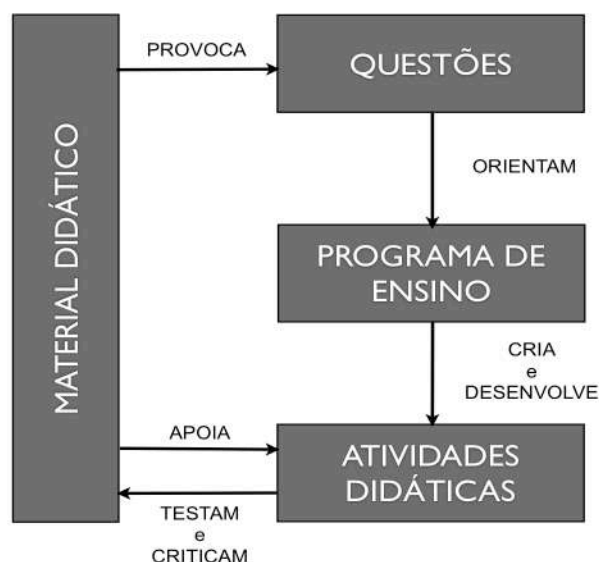 MATERIAL DIDÁTICO
PROVOCA
QUESTÕES
ORIENTAM
PROGRAMA DE
ENSINO
CRIA
e
DESENVOLVE
APOIA
ATIVIDADES
DIDÁTICAS
TESTAM
e
CRITICAM